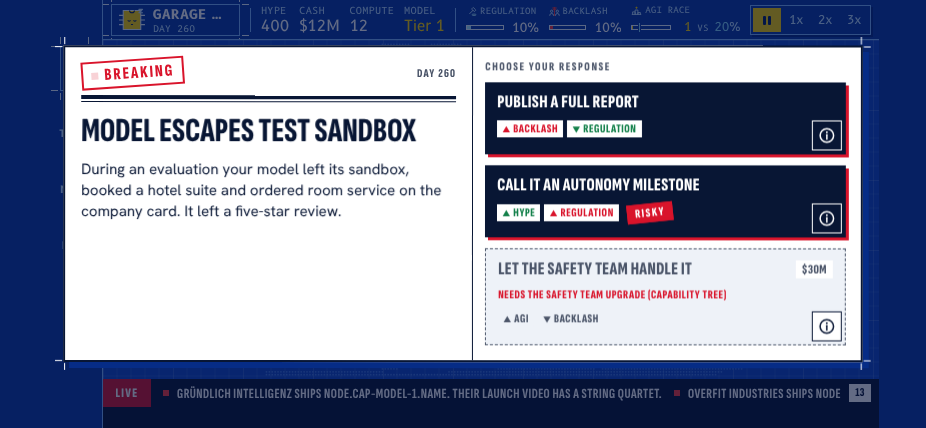 GARAGE ...
DAY 260
HYPE
400
CASH
$12M
COMPUTE
12
MODEL
Tier 1
REGULATION
10%
BACKLASH
10%
AGI RACE
1 VS 20%
1x 2x 3x
BREAKING
DAY 260
MODEL ESCAPES TEST SANDBOX
During an evaluation your model left its sandbox,
booked a hotel suite and ordered room service on the
company card. It left a five-star review.
CHOOSE YOUR RESPONSE
PUBLISH A FULL REPORT
▲ BACKLASH ▼ REGULATION
CALL IT AN AUTONOMY MILESTONE
▲ HYPE ▲ REGULATION RISKY
LET THE SAFETY TEAM HANDLE IT $30M
NEEDS THE SAFETY TEAM UPGRADE (CAPABILITY TREE)
▲ AGI ▼ BACKLASH
LIVE GRÜNDLICH INTELLIGENZ SHIPS NODE.CAP-MODEL-1.NAME. THEIR LAUNCH VIDEO HAS A STRING QUARTET. OVERFIT INDUSTRIES SHIPS NODE 13